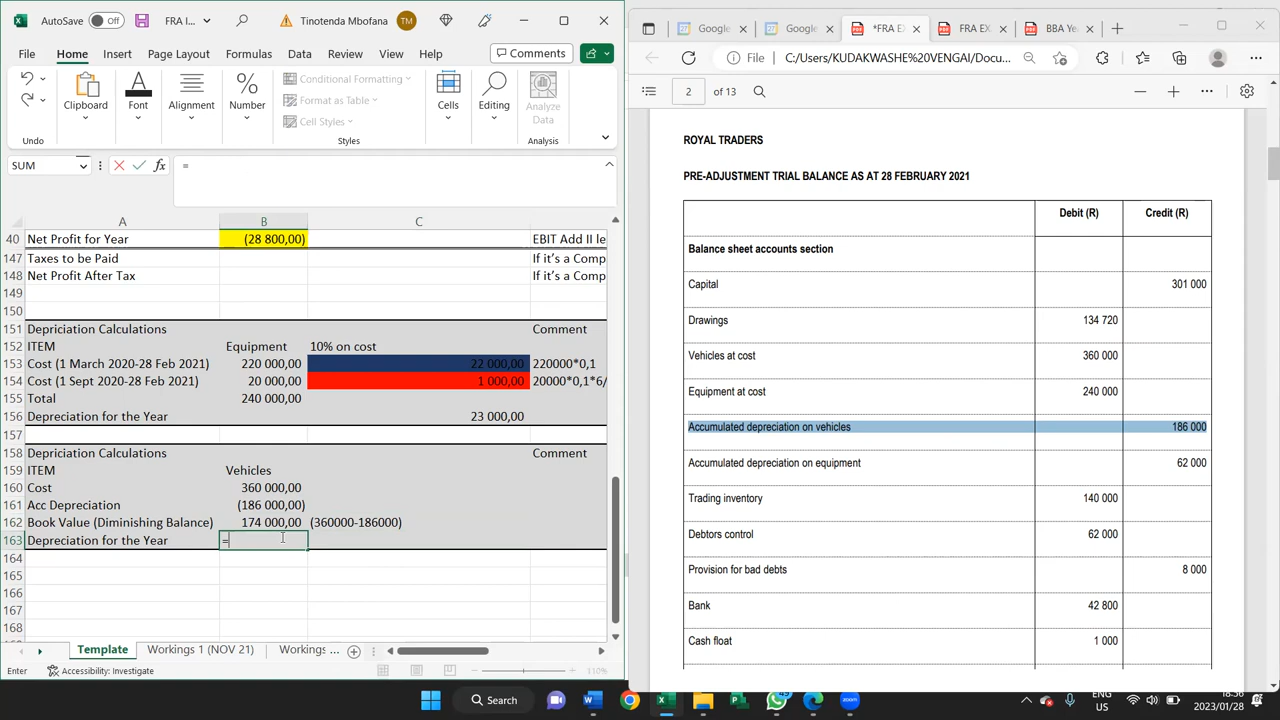 AutoSave Off FRA I... Tinotenda Mbofana TM
File Home Insert Page Layout Formulas Data Review View Help Comments
Clipboard Font Alignment Number Conditional Formatting Format as Table Cell Styles Cells Editing Analyze Data
Undo Styles Analysis
SUM fx =
A B C
40 Net Profit for Year (28 800,00) EBIT Add II le
147 Taxes to be Paid If it's a Comp
148 Net Profit After Tax If it's a Comp
149
150
151 Depriciation Calculations Comment
152 ITEM Equipment 10% on cost
153 Cost (1 March 2020-28 Feb 2021) 220 000,00 22 000,00 220000*0,1
154 Cost (1 Sept 2020-28 Feb 2021) 20 000,00 1 000,00 20000*0,1*6/
155 Total 240 000,00
156 Depreciation for the Year 23 000,00
157
158 Depriciation Calculations Comment
159 ITEM Vehicles
160 Cost 360 000,00
161 Acc Depreciation (186 000,00)
162 Book Value (Diminishing Balance) 174 000,00 (360000-186000)
163 Depreciation for the Year =
164
165
166
167
168
Template Workings 1 (NOV 21) Workings ...
Enter Accessibility: Investigate 110%
Google Google *FRA EX FRA EX BBA Ye
File C:/Users/KUDAKWASHE%20VENGAI/Docu...
2 of 13
ROYAL TRADERS
PRE-ADJUSTMENT TRIAL BALANCE AS AT 28 FEBRUARY 2021
Debit (R) Credit (R)
Balance sheet accounts section
Capital 301 000
Drawings 134 720
Vehicles at cost 360 000
Equipment at cost 240 000
Accumulated depreciation on vehicles 186 000
Accumulated depreciation on equipment 62 000
Trading inventory 140 000
Debtors control 62 000
Provision for bad debts 8 000
Bank 42 800
Cash float 1 000
Search
ENG
US
18:36
2023/01/28